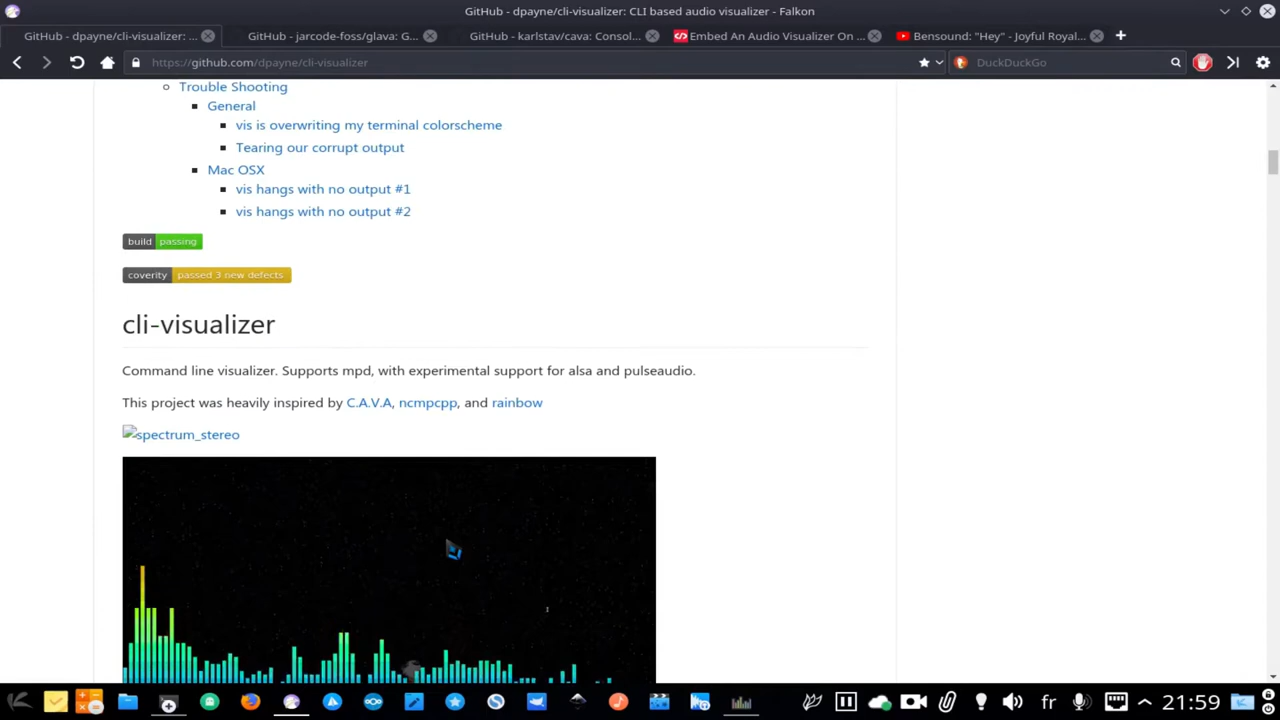 GitHub - dpayne/cli-visualizer: CLI based audio visualizer - Falkon
GitHub - dpayne/cli-visualizer: ...
GitHub - jarcode-foss/glava: G...
GitHub - karlstav/cava: Consol...
Embed An Audio Visualizer On ...
Bensound: "Hey" - Joyful Royal...
https://github.com/dpayne/cli-visualizer
DuckDuckGo
Trouble Shooting
General
vis is overwriting my terminal colorscheme
Tearing our corrupt output
Mac OSX
vis hangs with no output #1
vis hangs with no output #2
build passing
coverity passed 3 new defects
cli-visualizer
Command line visualizer. Supports mpd, with experimental support for alsa and pulseaudio.
This project was heavily inspired by C.A.V.A, ncmpcpp, and rainbow
spectrum_stereo
fr 21:59